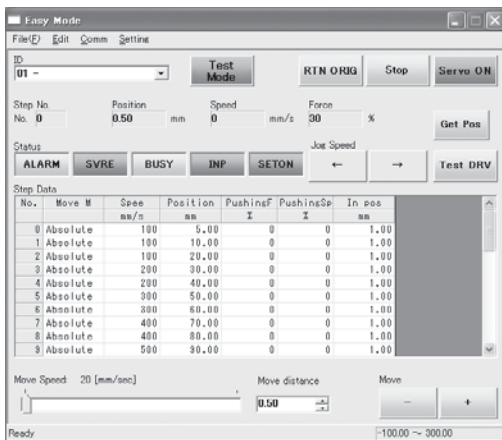 Easy Mode
File(F) Edit Comm Setting
ID
01 -
Test Mode
RTN ORIG
Stop
Servo ON
Step No. Position Speed Force
No. 0 0.50 mm 0 mm/s 30 %
Get Pos
Status Jog Speed
ALARM SVRE BUSY INP SETON ← → Test DRV
Step Data
No. Move M Spee Position PushingF PushingSp In pos
mm/s mm % % mm
0 Absolute 100 5.00 0 0 1.00
1 Absolute 100 10.00 0 0 1.00
2 Absolute 100 20.00 0 0 1.00
3 Absolute 200 30.00 0 0 1.00
4 Absolute 200 40.00 0 0 1.00
5 Absolute 300 50.00 0 0 1.00
6 Absolute 300 60.00 0 0 1.00
7 Absolute 400 70.00 0 0 1.00
8 Absolute 400 80.00 0 0 1.00
9 Absolute 500 90.00 0 0 1.00
Move Speed 20 [mm/sec] Move distance Move
0.50 - +
Ready -100.00 ~ 300.00